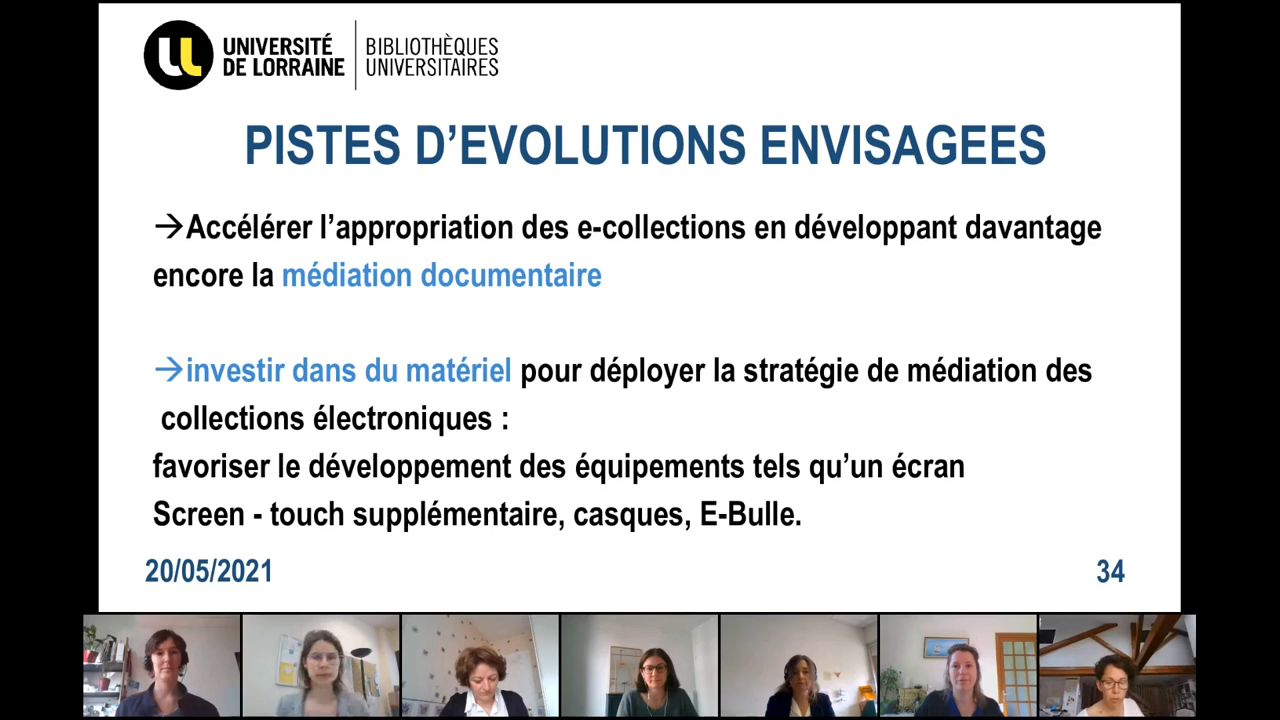 UNIVERSITÉ
DE LORRAINE
BIBLIOTHÈQUES
UNIVERSITAIRES
PISTES D’EVOLUTIONS ENVISAGEES
→Accélérer l’appropriation des e-collections en développant davantage
encore la médiation documentaire
→investir dans du matériel pour déployer la stratégie de médiation des
collections électroniques :
favoriser le développement des équipements tels qu’un écran
Screen - touch supplémentaire, casques, E-Bulle.
20/05/2021
34